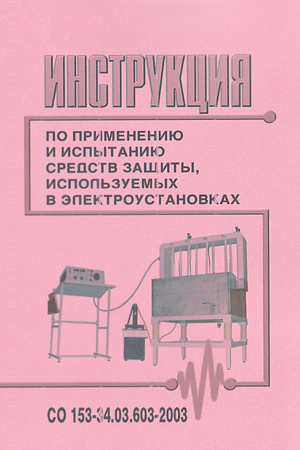 ИНСТРУКЦИЯ
ПО ПРИМЕНЕНИЮ
И ИСПЫТАНИЮ
СРЕДСТВ ЗАЩИТЫ,
ИСПОЛЬЗУЕМЫХ
В ЭЛЕКТРОУСТАНОВКАХ
СО 153-34.03.603-2003